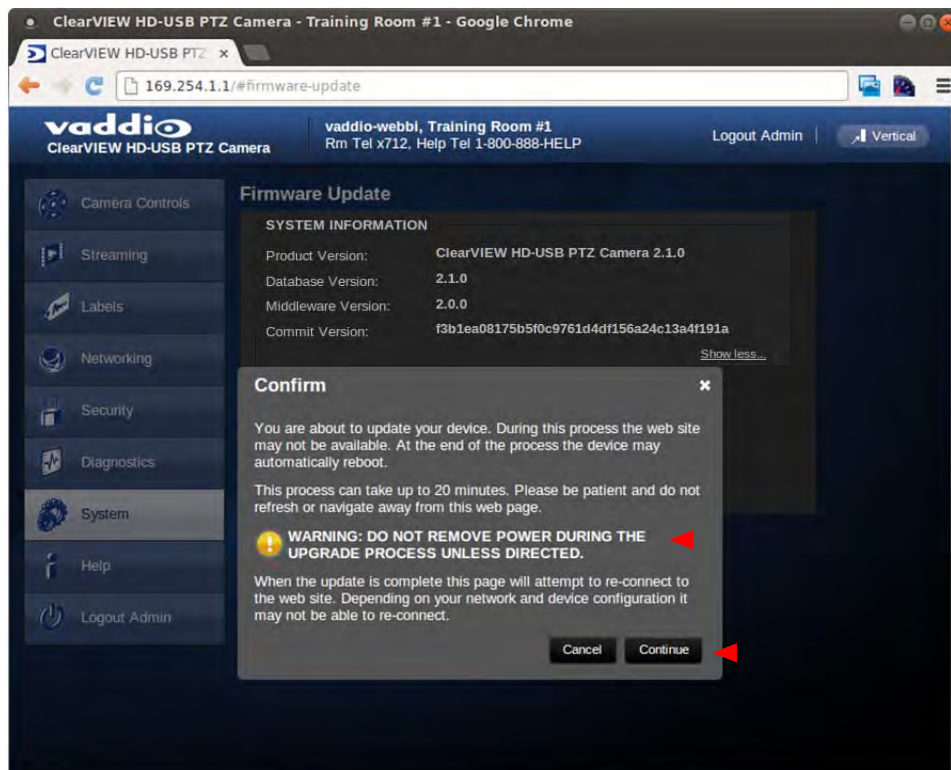 ClearVIEW HD-USB PTZ Camera - Training Room #1 - Google Chrome
ClearVIEW HD-USB PTZ
169.254.1.1/#firmware-update
vaddio
ClearVIEW HD-USB PTZ Camera
vaddio-webbi, Training Room #1
Rm Tel x712, Help Tel 1-800-888-HELP
Logout Admin
Vertical
Camera Controls
Streaming
Labels
Networking
Security
Diagnostics
System
Help
Logout Admin
Firmware Update
SYSTEM INFORMATION
Product Version: ClearVIEW HD-USB PTZ Camera 2.1.0
Database Version: 2.1.0
Middleware Version: 2.0.0
Commit Version: f3b1ea08175b5f0c9761d4df156a24c13a4f191a
Show less...
Confirm
You are about to update your device. During this process the web site
may not be available. At the end of the process the device may
automatically reboot.
This process can take up to 20 minutes. Please be patient and do not
refresh or navigate away from this web page.
WARNING: DO NOT REMOVE POWER DURING THE
UPGRADE PROCESS UNLESS DIRECTED.
When the update is complete this page will attempt to re-connect to
the web site. Depending on your network and device configuration it
may not be able to re-connect.
Cancel
Continue